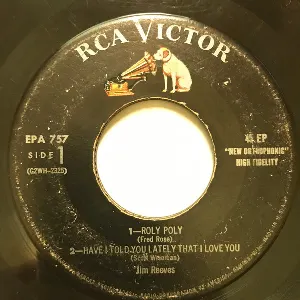 RCA VICTOR
EPA 757
45 EP
SIDE 1
"NEW ORTHOPHONIC"
HIGH FIDELITY
(G2WH-7325)
1—ROLY POLY
(Fred Rose)
2—HAVE I TOLD YOU LATELY THAT I LOVE YOU
(Scott Wiseman)
Jim Reeves